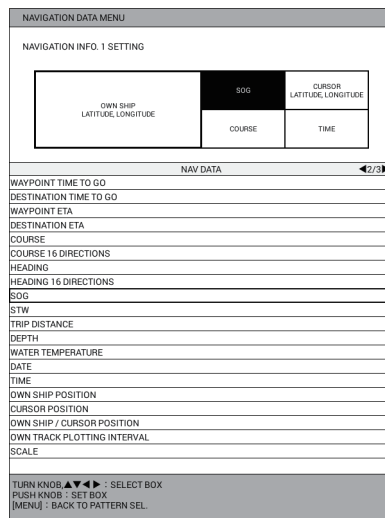 NAVIGATION DATA MENU
NAVIGATION INFO. 1 SETTING
OWN SHIP
LATITUDE, LONGITUDE
SOG
CURSOR
LATITUDE, LONGITUDE
COURSE
TIME
NAV DATA ◀2/3▶
WAYPOINT TIME TO GO
DESTINATION TIME TO GO
WAYPOINT ETA
DESTINATION ETA
COURSE
COURSE 16 DIRECTIONS
HEADING
HEADING 16 DIRECTIONS
SOG
STW
TRIP DISTANCE
DEPTH
WATER TEMPERATURE
DATE
TIME
OWN SHIP POSITION
CURSOR POSITION
OWN SHIP / CURSOR POSITION
OWN TRACK PLOTTING INTERVAL
SCALE
TURN KNOB,▲▼◀ ▶ : SELECT BOX
PUSH KNOB : SET BOX
[MENU] : BACK TO PATTERN SEL.